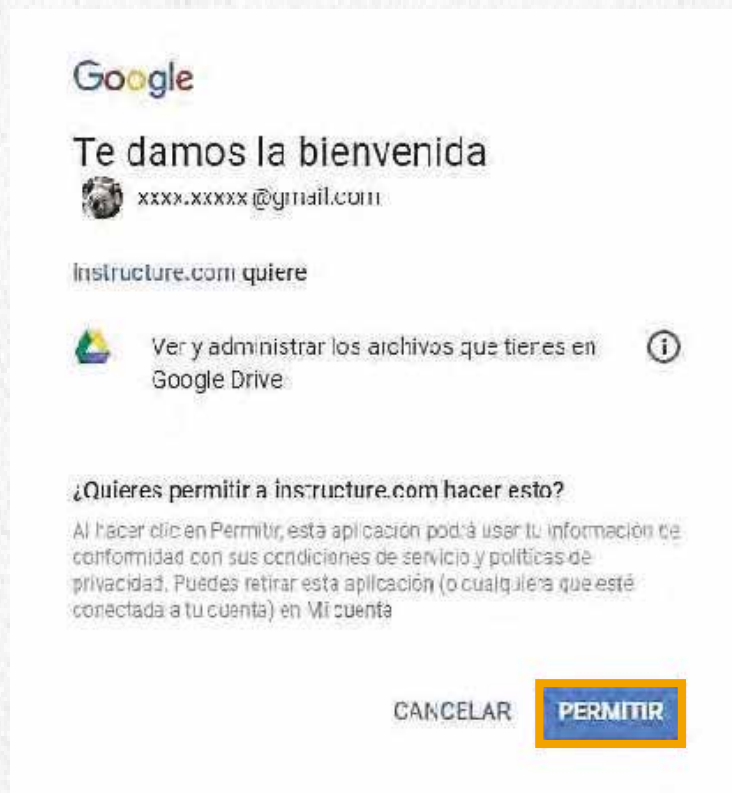 Google
Te damos la bienvenida
xxxx.xxxxx@gmail.com
instructure.com quiere
Ver y administrar los archivos que tienes en
Google Drive
¿Quieres permitir a instructure.com hacer esto?
Al hacer clic en Permitir, esta aplicación podrá usar tu información de
conformidad con sus condiciones de servicio y políticas de
privacidad. Puedes retirar esta aplicación (o cualquiera que esté
conectada a tu cuenta) en Mi cuenta
CANCELAR
PERMITIR